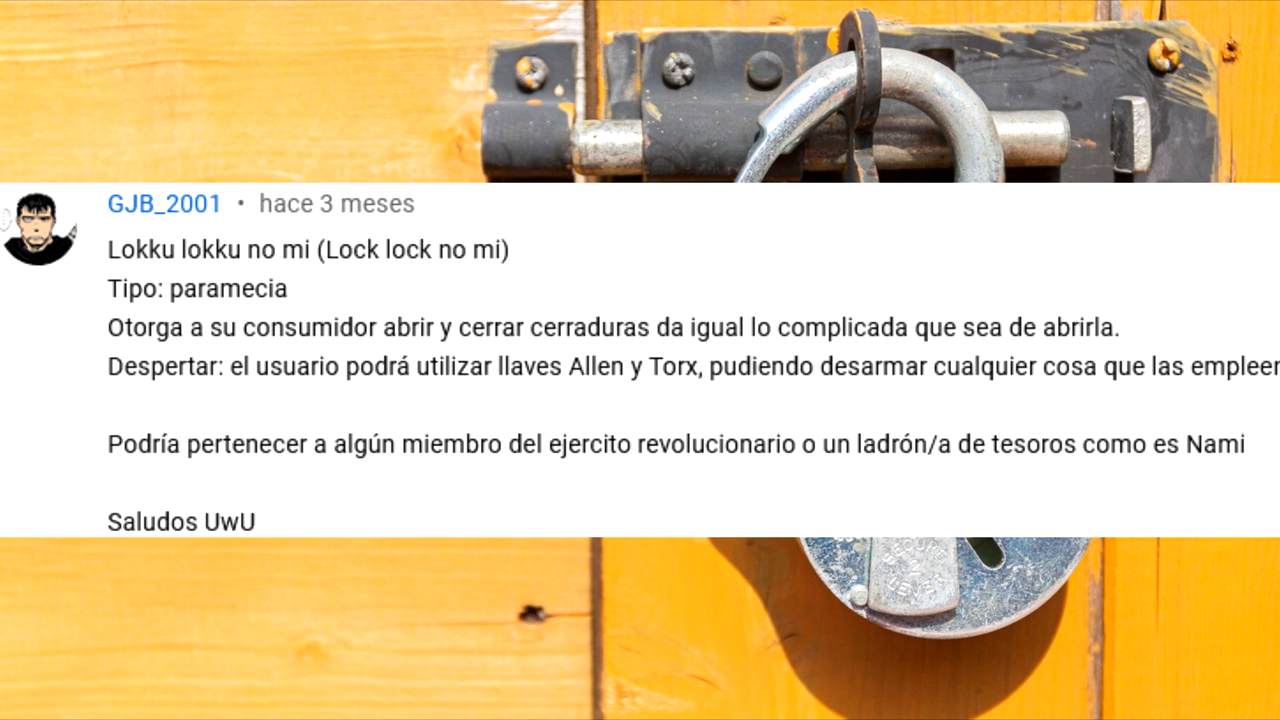 GJB_2001 • hace 3 meses
Lokku lokku no mi (Lock lock no mi)
Tipo: paramecia
Otorga a su consumidor abrir y cerrar cerraduras da igual lo complicada que sea de abrirla.
Despertar: el usuario podrá utilizar llaves Allen y Torx, pudiendo desarmar cualquier cosa que las empleen
Podría pertenecer a algún miembro del ejercito revolucionario o un ladrón/a de tesoros como es Nami
Saludos UwU